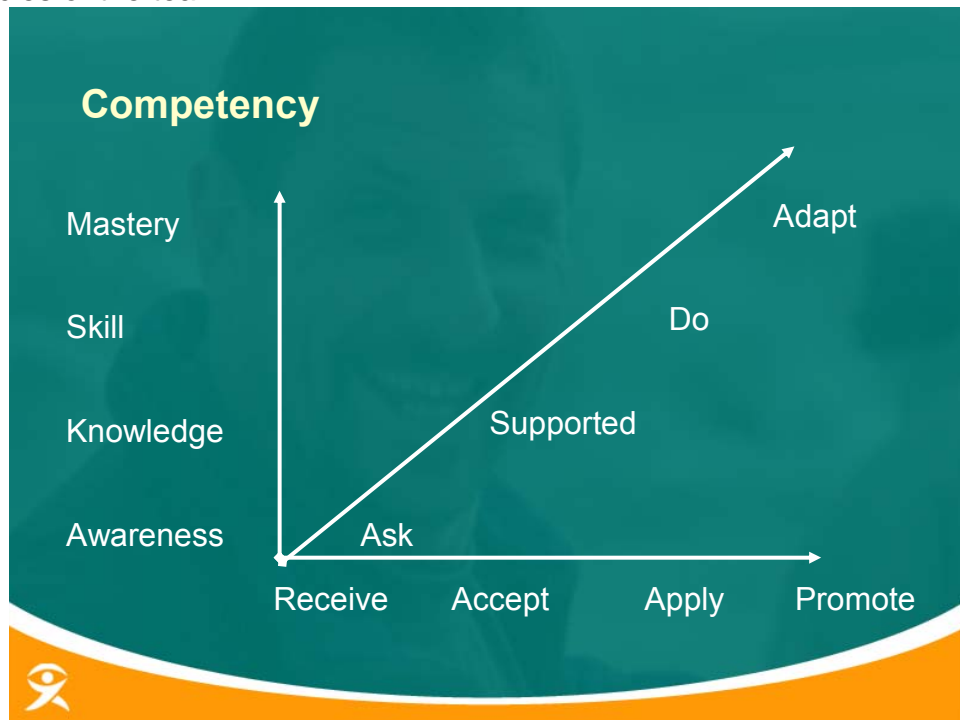 Competency
Mastery
Adapt
Skill
Do
Knowledge
Supported
Awareness
Ask
Receive Accept Apply Promote